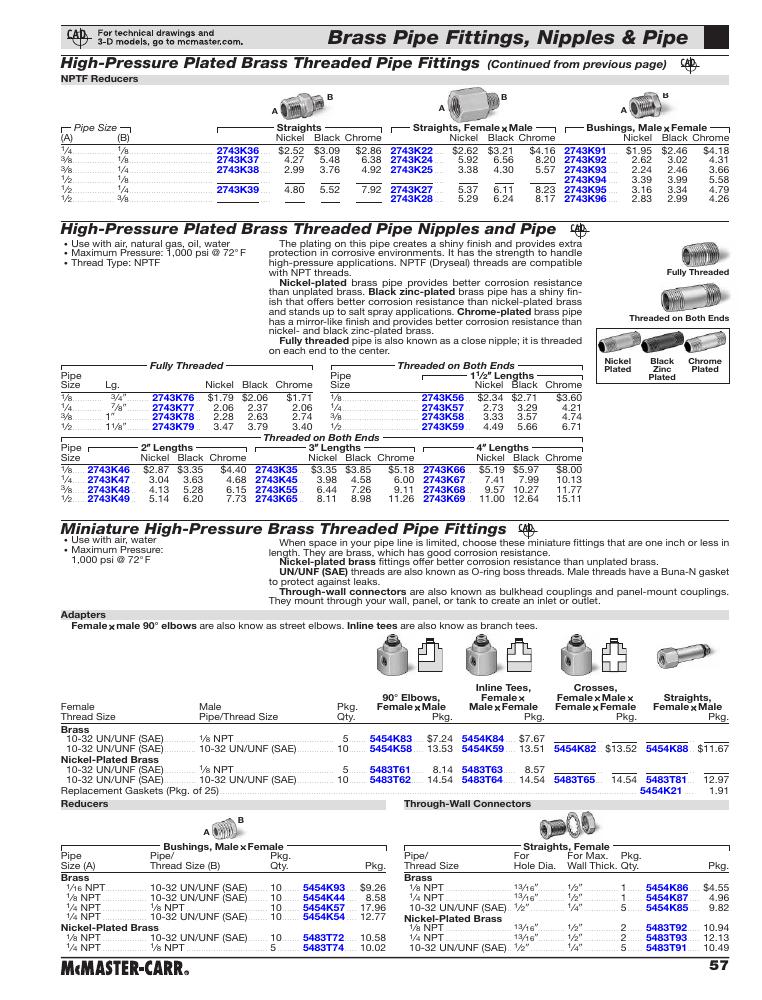 CAD
For technical drawings and
3-D models, go to mcmaster.com.
Brass Pipe Fittings, Nipples & Pipe
High-Pressure Plated Brass Threaded Pipe Fittings (Continued from previous page) CAD
NPTF Reducers
A B A B A B
Pipe Size Straights Straights, Female × Male Bushings, Male × Female
(A) (B) Nickel Black Chrome Nickel Black Chrome Nickel Black Chrome
1/4 1/8 2743K36 $2.52 $3.09 $2.86 2743K22 $2.62 $3.21 $4.16 2743K91 $1.95 $2.46 $4.18
3/8 1/8 2743K37 4.27 5.48 6.38 2743K24 5.92 6.56 8.20 2743K92 2.62 3.02 4.31
3/8 1/4 2743K38 2.99 3.76 4.92 2743K25 3.38 4.30 5.57 2743K93 2.24 2.46 3.66
1/2 1/8 2743K94 3.39 3.99 5.58
1/2 1/4 2743K39 4.80 5.52 7.92 2743K27 5.37 6.11 8.23 2743K95 3.16 3.34 4.79
1/2 3/8 2743K28 5.29 6.24 8.17 2743K96 2.83 2.99 4.26
High-Pressure Plated Brass Threaded Pipe Nipples and Pipe CAD
• Use with air, natural gas, oil, water
• Maximum Pressure: 1,000 psi @ 72° F
• Thread Type: NPTF
The plating on this pipe creates a shiny finish and provides extra
protection in corrosive environments. It has the strength to handle
high-pressure applications. NPTF (Dryseal) threads are compatible
with NPT threads.
Nickel-plated brass pipe provides better corrosion resistance
than unplated brass. Black zinc-plated brass pipe has a shiny fin-
ish that offers better corrosion resistance than nickel-plated brass
and stands up to salt spray applications. Chrome-plated brass pipe
has a mirror-like finish and provides better corrosion resistance than
nickel- and black zinc-plated brass pipe.
Fully threaded pipe is also known as a close nipple; it is threaded
on each end to the center.
Fully Threaded
Threaded on Both Ends
Nickel Plated
Black Zinc Plated
Chrome Plated
Fully Threaded
Pipe
Size Lg. Nickel Black Chrome
1/8 3/4" 2743K76 $1.79 $2.06 $1.71
1/4 7/8" 2743K77 2.06 2.37 2.06
3/8 1" 2743K78 2.28 2.63 2.74
1/2 1 1/8" 2743K79 3.47 3.79 3.40
Threaded on Both Ends
Pipe 1 1/2" Lengths
Size Nickel Black Chrome
1/8 2743K56 $2.34 $2.71 $3.60
1/4 2743K57 2.73 3.29 4.21
3/8 2743K58 3.33 3.57 4.74
1/2 2743K59 4.49 5.66 6.71
Threaded on Both Ends
Pipe 2" Lengths 3" Lengths 4" Lengths
Size Nickel Black Chrome Nickel Black Chrome Nickel Black Chrome
1/8 2743K46 $2.87 $3.35 $4.40 2743K35 $3.35 $3.85 $5.18 2743K66 $5.19 $5.97 $8.00
1/4 2743K47 3.04 3.63 4.68 2743K45 3.98 4.58 6.00 2743K67 7.41 7.99 10.13
3/8 2743K48 4.13 5.28 6.15 2743K55 6.44 7.26 9.11 2743K68 9.57 10.27 11.77
1/2 2743K49 5.14 6.20 7.73 2743K65 8.11 8.98 11.26 2743K69 11.00 12.64 15.11
Miniature High-Pressure Brass Threaded Pipe Fittings CAD
• Use with air, water
• Maximum Pressure:
1,000 psi @ 72° F
When space in your pipe line is limited, choose these miniature fittings that are one inch or less in
length. They are brass, which has good corrosion resistance.
Nickel-plated brass fittings offer better corrosion resistance than unplated brass.
UN/UNF (SAE) threads are also known as O-ring boss threads. Male threads have a Buna-N gasket
to protect against leaks.
Through-wall connectors are also known as bulkhead couplings and panel-mount couplings.
They mount through your wall, panel, or tank to create an inlet or outlet.
Adapters
Female × male 90° elbows are also know as street elbows. Inline tees are also know as branch tees.
Inline Tees, Crosses,
90° Elbows, Female × Female × Male × Straights,
Female Male Pkg. Female × Male Male × Female Female × Female Female × Male
Thread Size Pipe/Thread Size Qty. Pkg. Pkg. Pkg. Pkg.
Brass
10-32 UN/UNF (SAE) 1/8 NPT 5 5454K83 $7.24 5454K84 $7.67
10-32 UN/UNF (SAE) 10-32 UN/UNF (SAE) 10 5454K58 13.53 5454K59 13.51 5454K82 $13.52 5454K88 $11.67
Nickel-Plated Brass
10-32 UN/UNF (SAE) 1/8 NPT 5 5483T61 8.14 5483T63 8.57
10-32 UN/UNF (SAE) 10-32 UN/UNF (SAE) 10 5483T62 14.54 5483T64 14.54 5483T65 14.54 5483T81 12.97
Replacement Gaskets (Pkg. of 25) 5454K21 1.91
Reducers
A B
Bushings, Male × Female
Pipe Pipe/ Pkg.
Size (A) Thread Size (B) Qty. Pkg.
Brass
1/16 NPT 10-32 UN/UNF (SAE) 10 5454K93 $9.26
1/8 NPT 10-32 UN/UNF (SAE) 10 5454K44 8.58
1/4 NPT 1/8 NPT 10 5454K57 17.96
1/4 NPT 10-32 UN/UNF (SAE) 10 5454K54 12.77
Nickel-Plated Brass
1/8 NPT 10-32 UN/UNF (SAE) 10 5483T72 10.58
1/4 NPT 1/8 NPT 5 5483T74 10.02
Through-Wall Connectors
Straights, Female
Pipe/ For For Max. Pkg.
Thread Size Hole Dia. Wall Thick. Qty. Pkg.
Brass
1/8 NPT 13/16" 1/2" 1 5454K86 $4.55
1/4 NPT 13/16" 1/2" 1 5454K87 4.96
10-32 UN/UNF (SAE) 1/2" 1/4" 5 5454K85 9.82
Nickel-Plated Brass
1/8 NPT 13/16" 1/2" 2 5483T92 10.94
1/4 NPT 13/16" 1/2" 2 5483T93 12.13
10-32 UN/UNF (SAE) 1/2" 1/4" 5 5483T91 10.49
McMASTER-CARR®
57